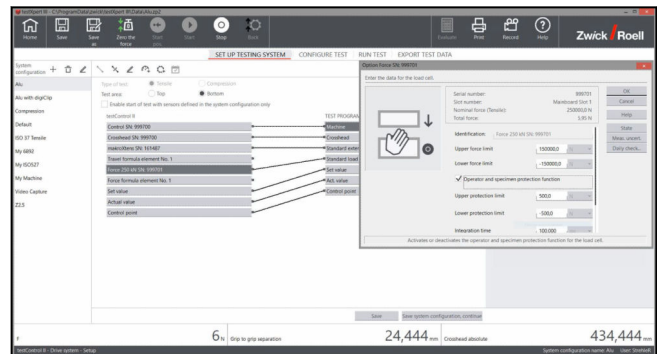 testXpert III - C:\ProgramData\zwick\testXpert III\Data\Alu.zp2
Home
Save
Save as
Zero the force
Start pos.
Start
Stop
Back
Evaluate
Print
Record
Help
Zwick Roell
SET UP TESTING SYSTEM
CONFIGURE TEST
RUN TEST
EXPORT TEST DATA
System configuration
Alu
Alu with digiClip
Compression
Default
ISO 37 Tensile
My 6892
My ISO527
My Machine
Video Capture
Z2.5
Type of test:
Tensile
Compression
Test area:
Top
Bottom
Enable start of test with sensors defined in the system configuration only
testControl II
TEST PROGRAM
Control SN: 999700
Machine
Crosshead SN: 999700
Crosshead
makroXtens SN: 161487
Standard exten
Travel formula element No. 1
Standard load
Force 250 kN SN: 999701
Set value
Force formula element No. 1
Act. value
Set value
Control point
Actual value
Control point
Option Force SN: 999701
Enter the data for the load cell.
Serial number:
999701
Slot number:
Mainboard Slot 1
Nominal force (Tensile):
250000,0 N
Total force:
3,95 N
Identification:
Force 250 kN SN: 999701
Upper force limit
150000,0
Lower force limit
-150000,0
Operator and specimen protection function
Upper protection limit
500,0
Lower protection limit
-500,0
Integration time
100,000
OK
Cancel
Help
State
Meas. uncert.
Daily check...
Activates or deactivates the operator and specimen protection function for the load cell.
Save
Save system configuration, continue
F
6 N
Grip to grip separation
24,444 mm
Crosshead absolute
434,444 mm
testControl II : Drive system - Setup
System configuration name: Alu